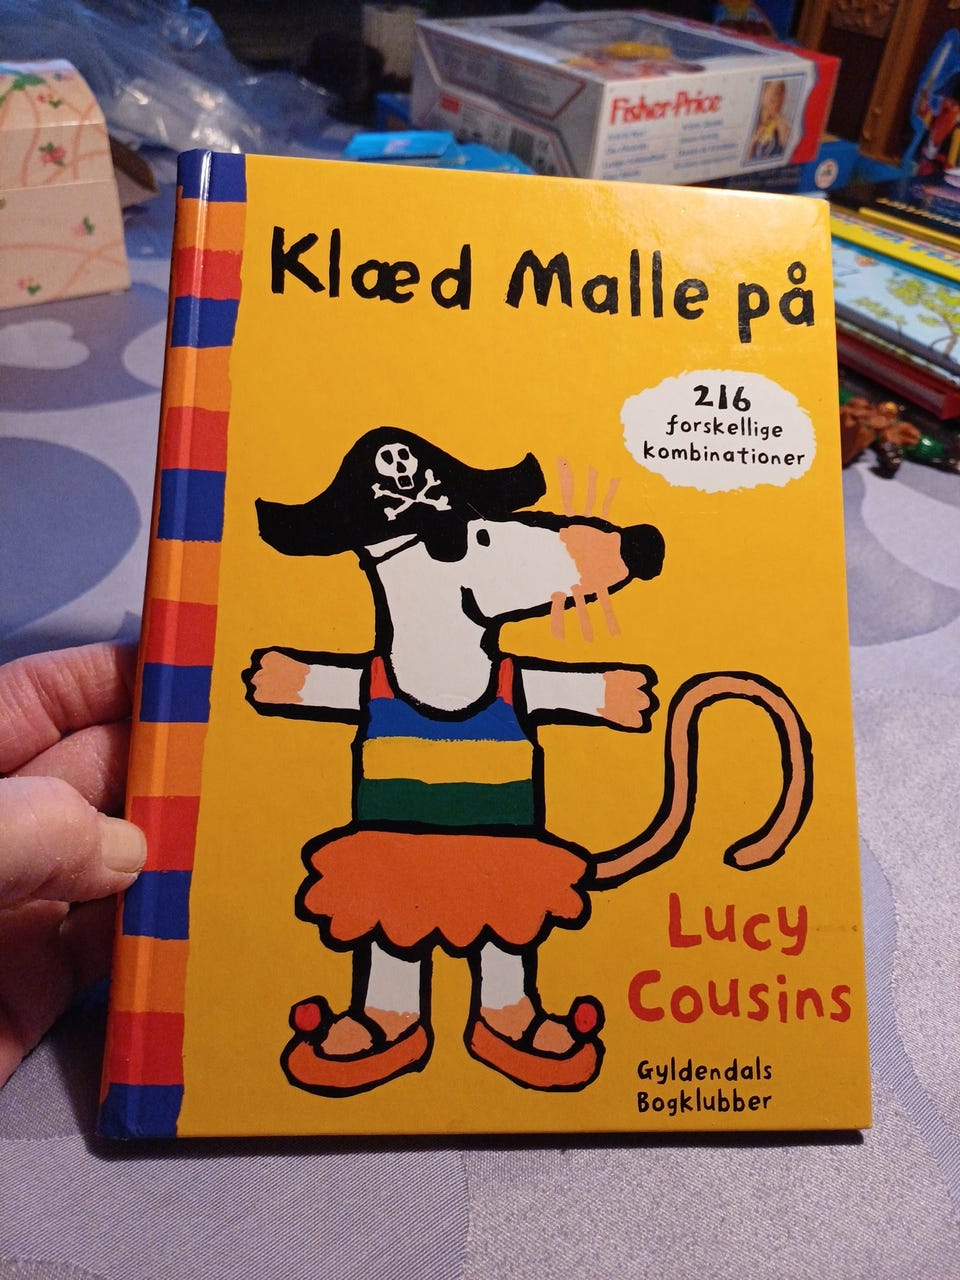 Fisher-Price
Klæd Malle på
216
forskellige
kombinationer
Lucy
Cousins
Gyldendals
Bogklubber